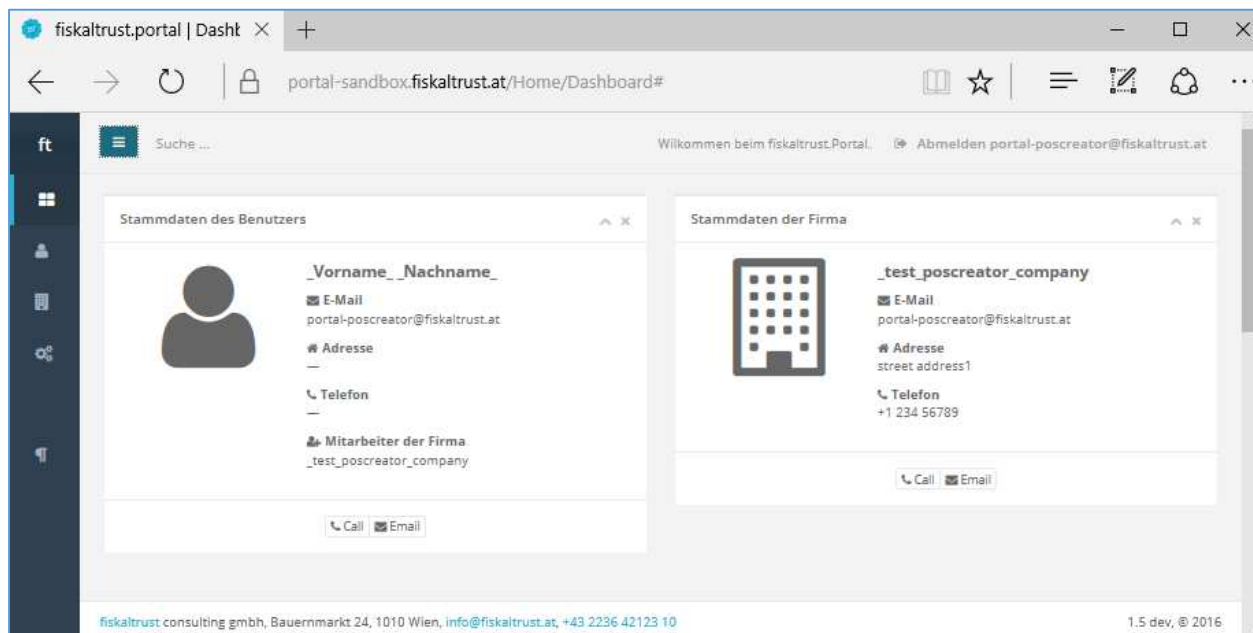 fiskaltrust.portal | Dashb
portal-sandbox.fiskaltrust.at/Home/Dashboard#
ft
Suche ...
Wilkommen beim fiskaltrust.Portal.
Abmelden portal-poscreator@fiskaltrust.at
Stammdaten des Benutzers
_Vorname_ _Nachname_
E-Mail
portal-poscreator@fiskaltrust.at
Adresse
—
Telefon
—
Mitarbeiter der Firma
_test_poscreator_company
Call Email
Stammdaten der Firma
_test_poscreator_company
E-Mail
portal-poscreator@fiskaltrust.at
Adresse
street address1
Telefon
+1 234 56789
Call Email
fiskaltrust consulting gmbh, Bauernmarkt 24, 1010 Wien, info@fiskaltrust.at, +43 2236 42123 10
1.5 dev, © 2016